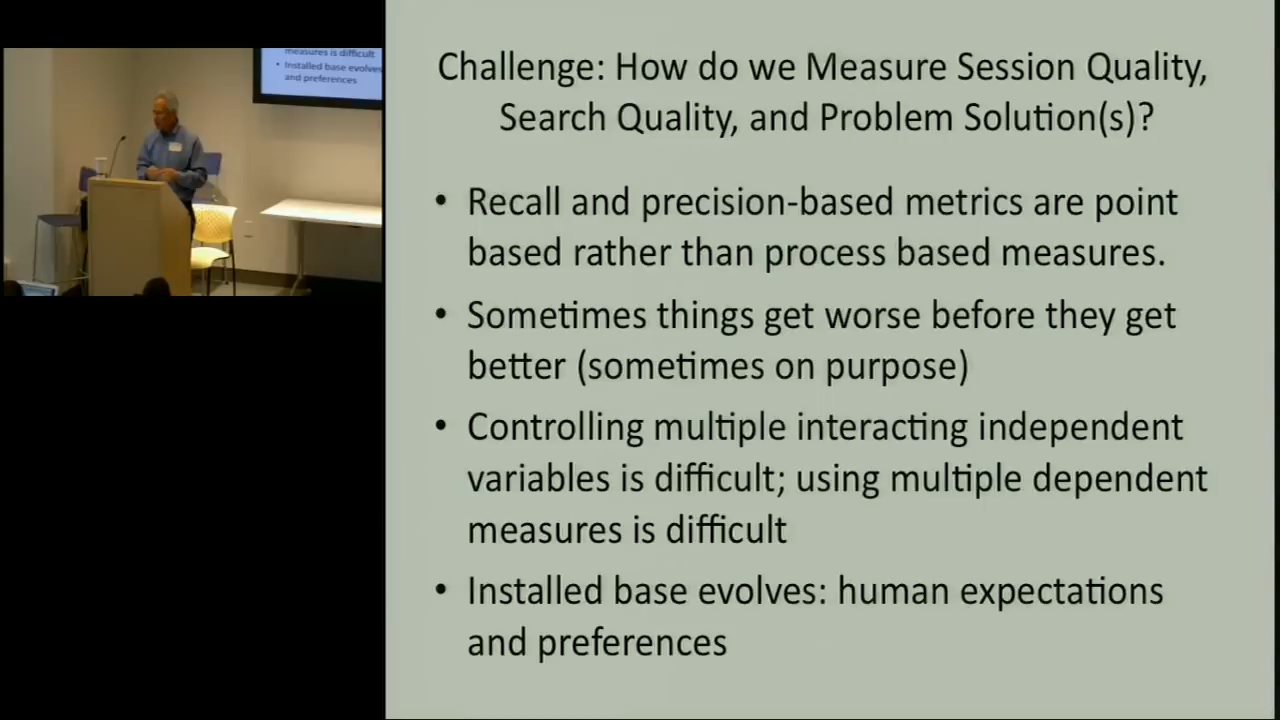 measures is difficult
• Installed base evolves
and preferences
Challenge: How do we Measure Session Quality,
Search Quality, and Problem Solution(s)?
• Recall and precision-based metrics are point
based rather than process based measures.
• Sometimes things get worse before they get
better (sometimes on purpose)
• Controlling multiple interacting independent
variables is difficult; using multiple dependent
measures is difficult
• Installed base evolves: human expectations
and preferences